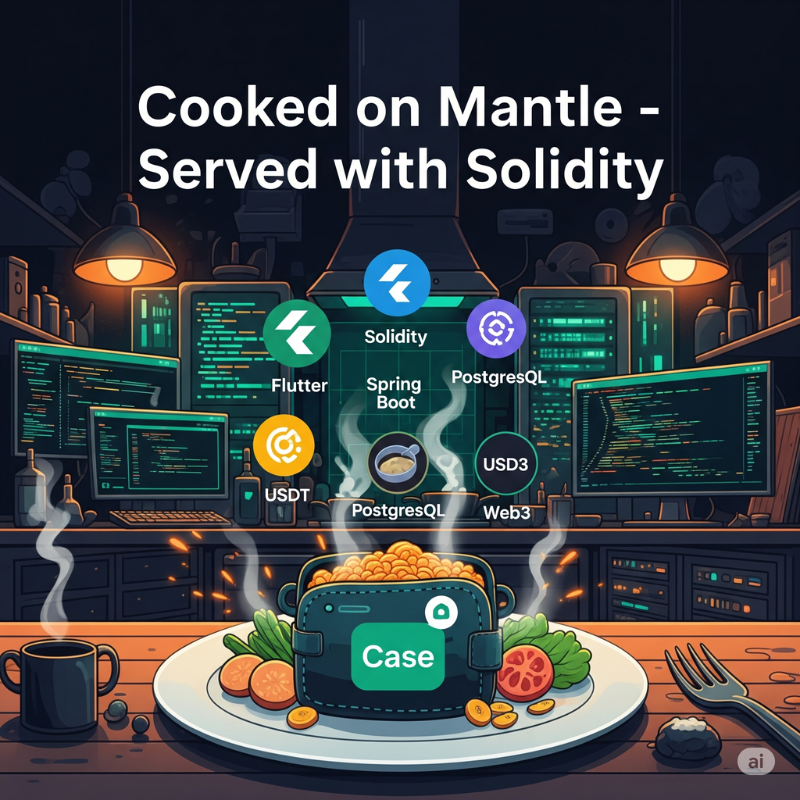 Cooked on Mantle -
Served with Solidity
Solidity
Flutter
PostgresQL
Spring
Boot
USDT
USD3
PostgresQL
Web3
Case
ai